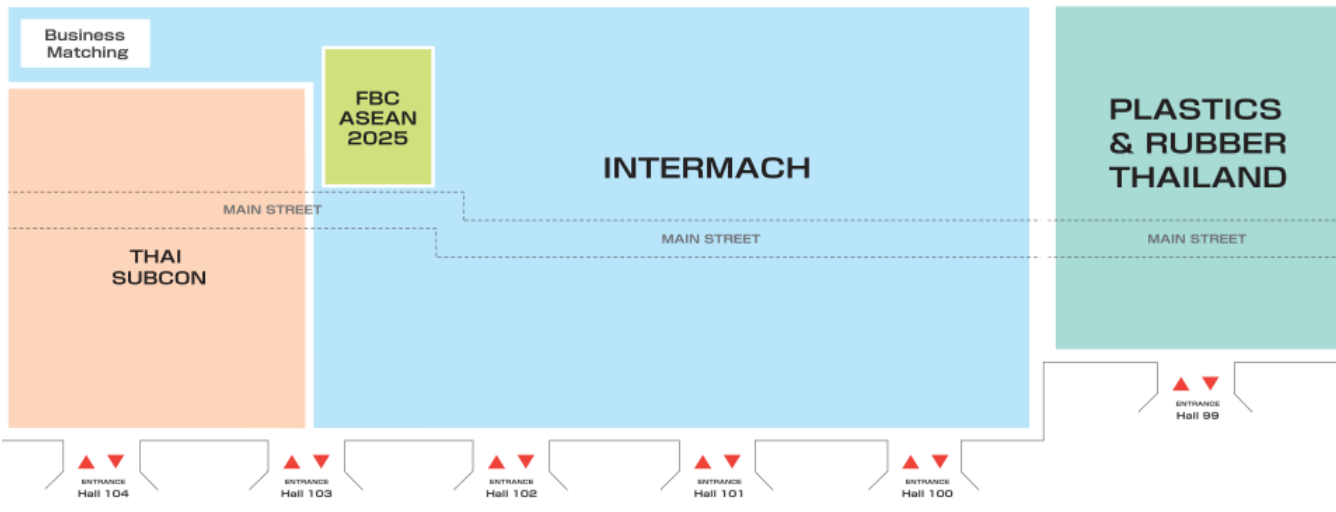 Business
Matching
FBC
ASEAN
2025
INTERMACH
PLASTICS
& RUBBER
THAILAND
MAIN STREET
MAIN STREET
MAIN STREET
THAI
SUBCON
ENTRANCE
Hall 99
ENTRANCE
Hall 104
ENTRANCE
Hall 103
ENTRANCE
Hall 102
ENTRANCE
Hall 101
ENTRANCE
Hall 100